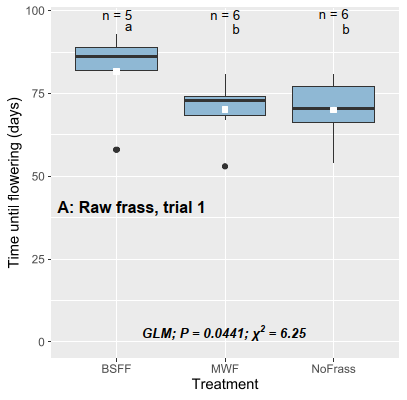 n = 5 n = 6 n = 6
a b b
100
75
50
25
0
Time until flowering (days)
A: Raw frass, trial 1
GLM; P = 0.0441; χ² = 6.25
BSFF MWF NoFrass
Treatment